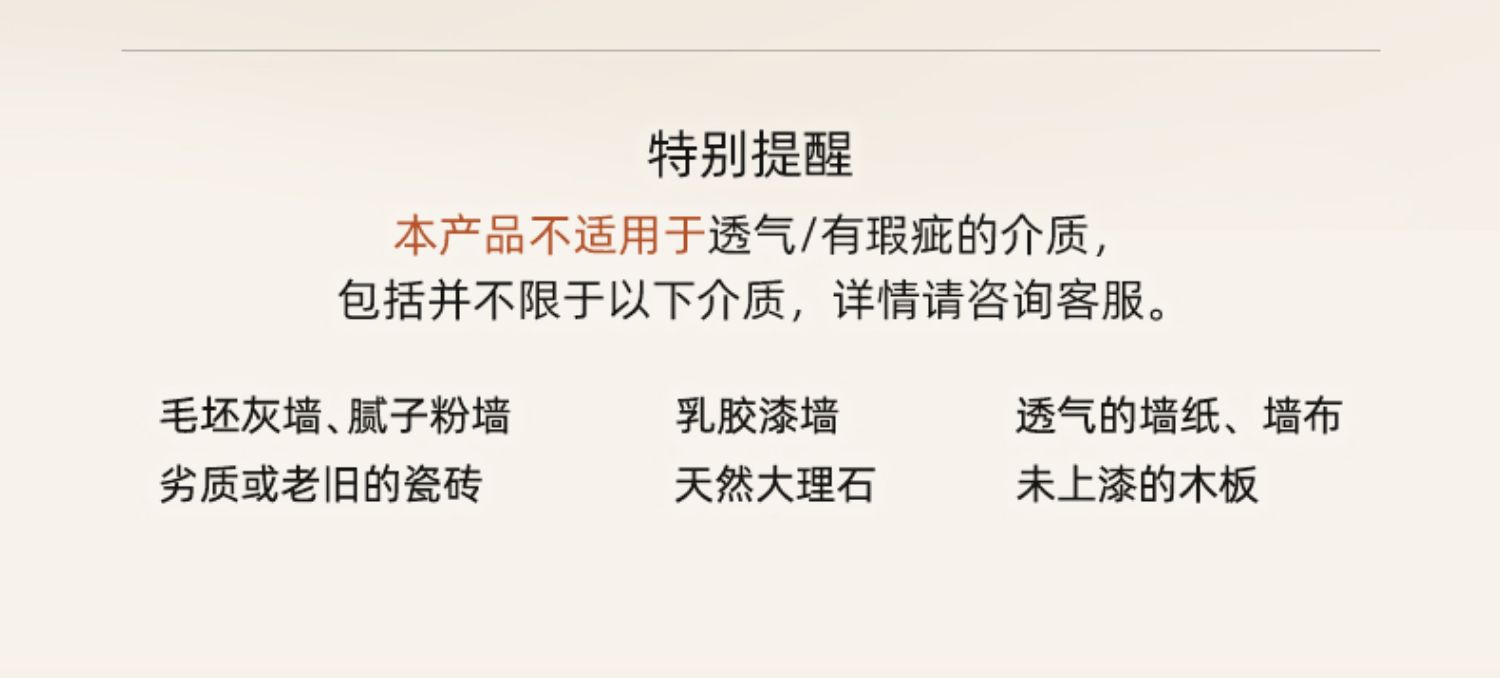 特别提醒
本产品不适用于透气/有瑕疵的介质，
包括并不限于以下介质，详情请咨询客服。
毛坯灰墙、腻子粉墙 乳胶漆墙 透气的墙纸、墙布
劣质或老旧的瓷砖 天然大理石 未上漆的木板